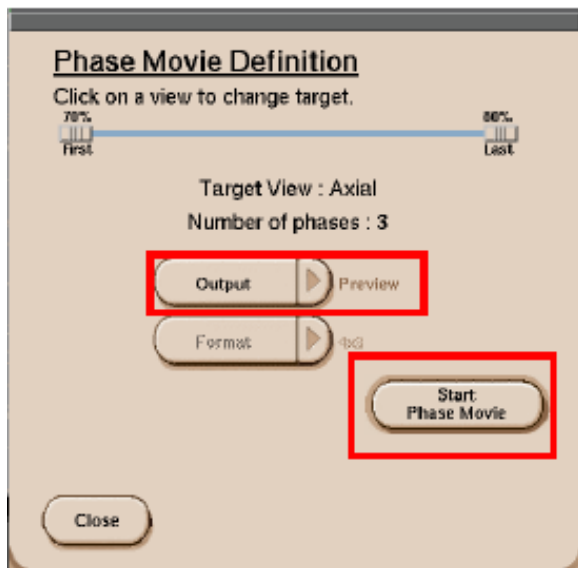 Phase Movie Definition
Click on a view to change target.
70% 80%
First Last
Target View : Axial
Number of phases : 3
Output Preview
Format 4x3
Start
Phase Movie
Close